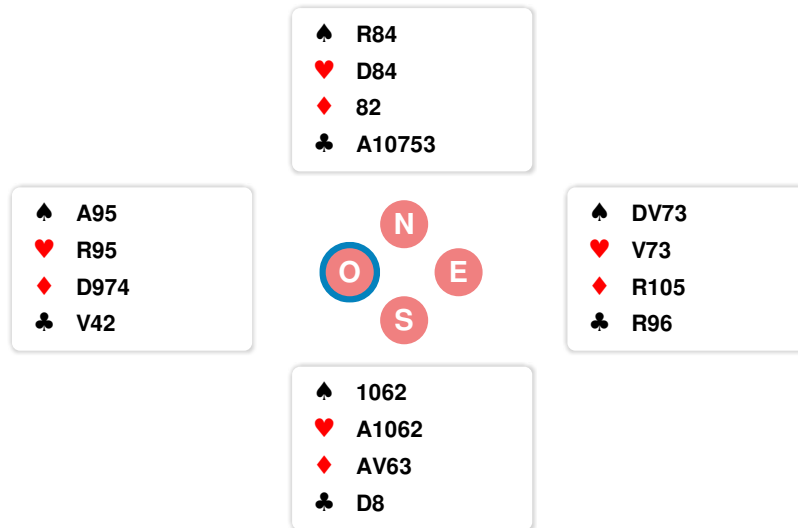 ♠ R84
♥ D84
♦ 82
♣ A10753
♠ A95
♥ R95
♦ D974
♣ V42
N
O E
S
♠ DV73
♥ V73
♦ R105
♣ R96
♠ 1062
♥ A1062
♦ AV63
♣ D8